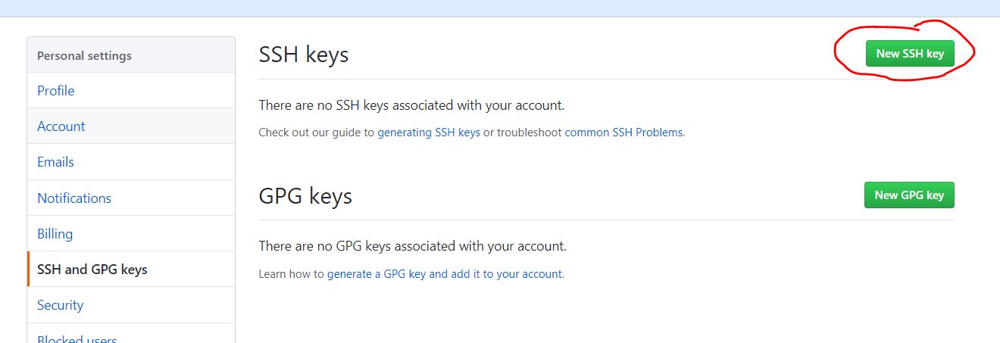 Personal settings
Profile
Account
Emails
Notifications
Billing
SSH and GPG keys
Security
Blocked users
SSH keys
New SSH key
There are no SSH keys associated with your account.
Check out our guide to generating SSH keys or troubleshoot common SSH Problems.
GPG keys
New GPG key
There are no GPG keys associated with your account.
Learn how to generate a GPG key and add it to your account.